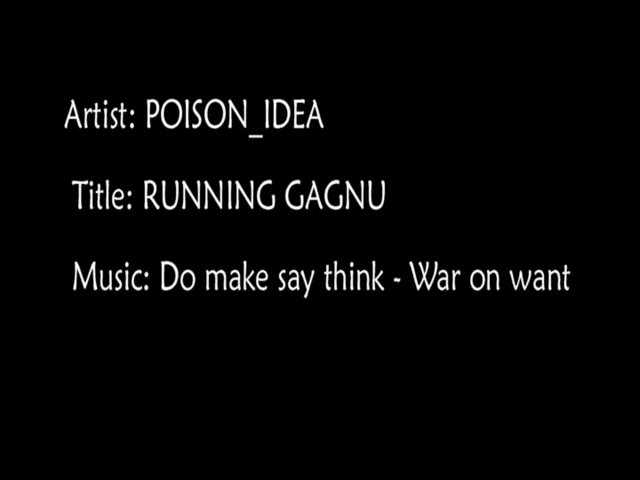 Artist: POISON_IDEA
Title: RUNNING GAGNU
Music: Do make say think - War on want